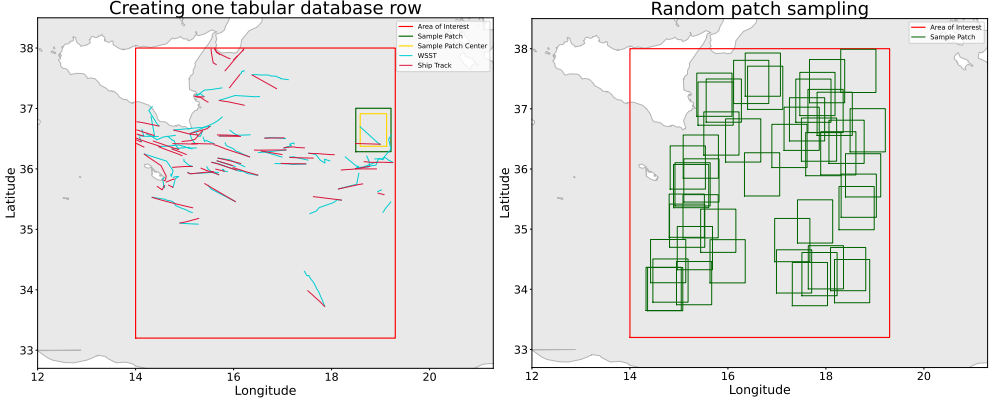 Creating one tabular database row
Area of Interest
Sample Patch
Sample Patch Center
WSST
Ship Track
38
37
36
35
34
33
Latitude
12
14
16
18
20
Longitude
Random patch sampling
Area of Interest
Sample Patch
38
37
36
35
34
33
Latitude
12
14
16
18
20
Longitude